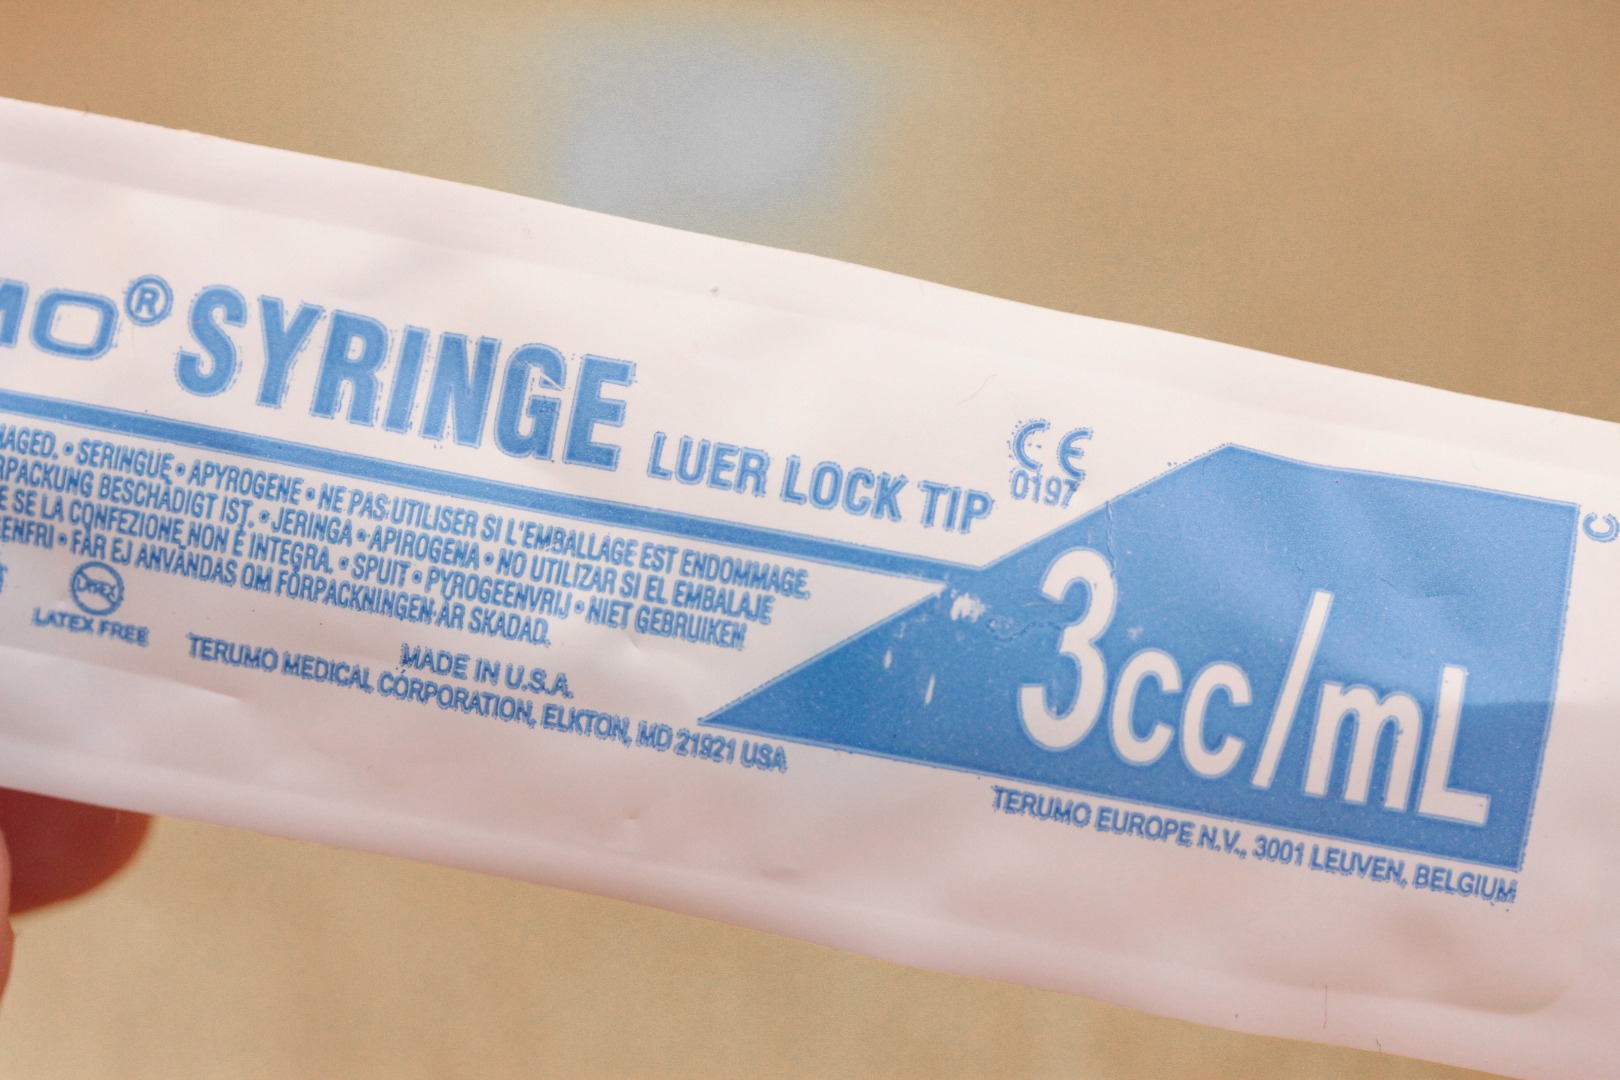 MO® SYRINGE LUER LOCK TIP
CE
0197
MAGED. • SERINGUE • APYROGENE • NE PAS UTILISER SI L'EMBALLAGE EST ENDOMMAGE.
RPACKUNG BESCHÄDIGT IST. • JERINGA • APIROGENA • NO UTILIZAR SI EL EMBALAJE
E SE LA CONFEZIONE NON É INTEGRA. • SPUIT • PYROGEENVRIJ • NIET GEBRUIKEN
ENFRI • FÅR EJ ANVÄNDAS OM FÖRPACKNINGEN ÄR SKADAD.
LATEX
LATEX FREE
MADE IN U.S.A.
TERUMO MEDICAL CORPORATION, ELKTON, MD 21921 USA
3cc/mL
TERUMO EUROPE N.V., 3001 LEUVEN, BELGIUM
C